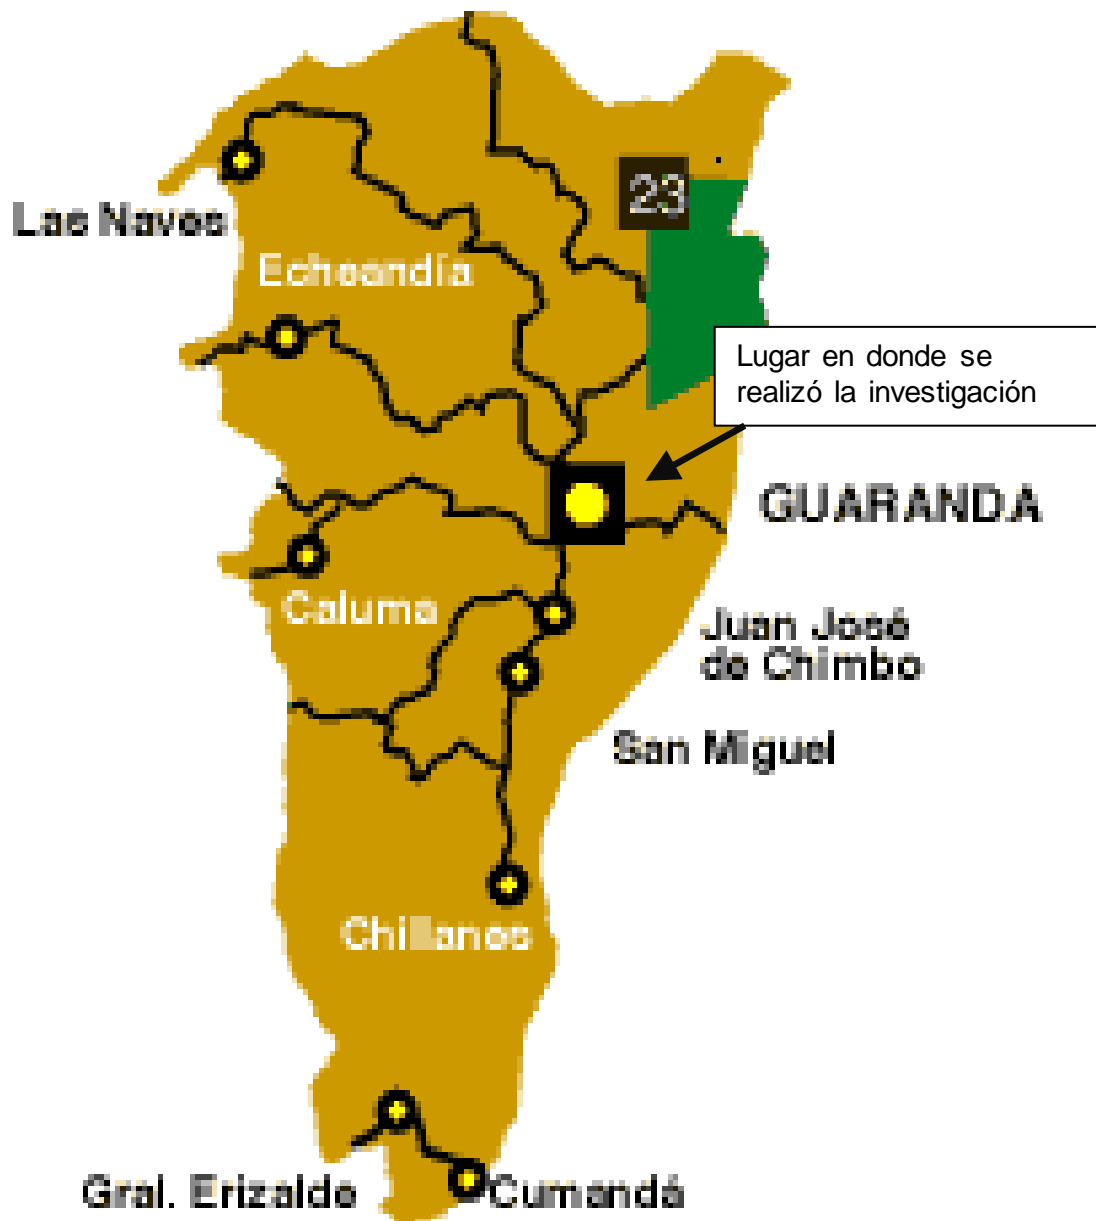 Las Naves
23
Echeandía
Lugar en donde se
realizó la investigación
GUARANDA
Caluma
Juan José
de Chimbo
San Miguel
Chillanes
Gral. Erizalde
Cumandá